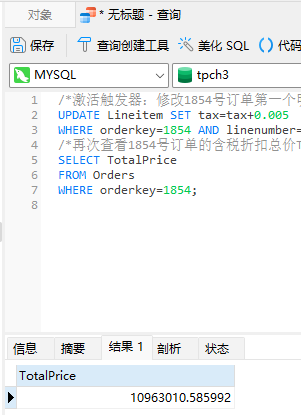 对象
* 无标题 - 查询
保存
查询创建工具
美化 SQL
代码
MYSQL
tpch3
1 /*激活触发器：修改1854号订单第一个
2 UPDATE Lineitem SET tax=tax+0.005
3 WHERE orderkey=1854 AND linenumber=
4 /*再次查看1854号订单的含税折扣总价
5 SELECT TotalPrice
6 FROM Orders
7 WHERE orderkey=1854;
8
信息
摘要
结果 1
剖析
状态
TotalPrice
10963010.585992